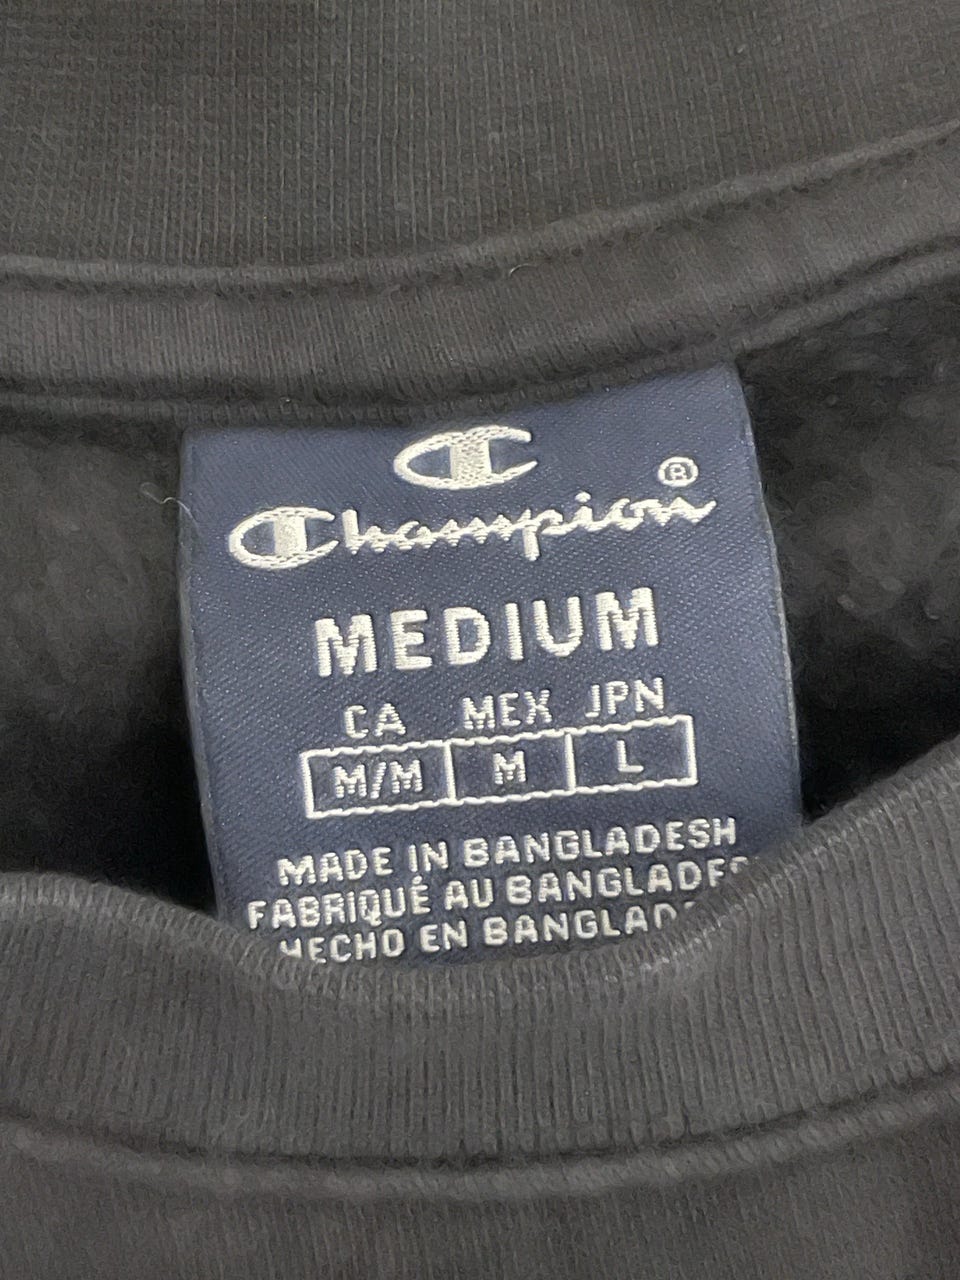 Champion®
MEDIUM
CA MEX JPN
M/M M L
MADE IN BANGLADESH
FABRIQUÉ AU
HECHO EN